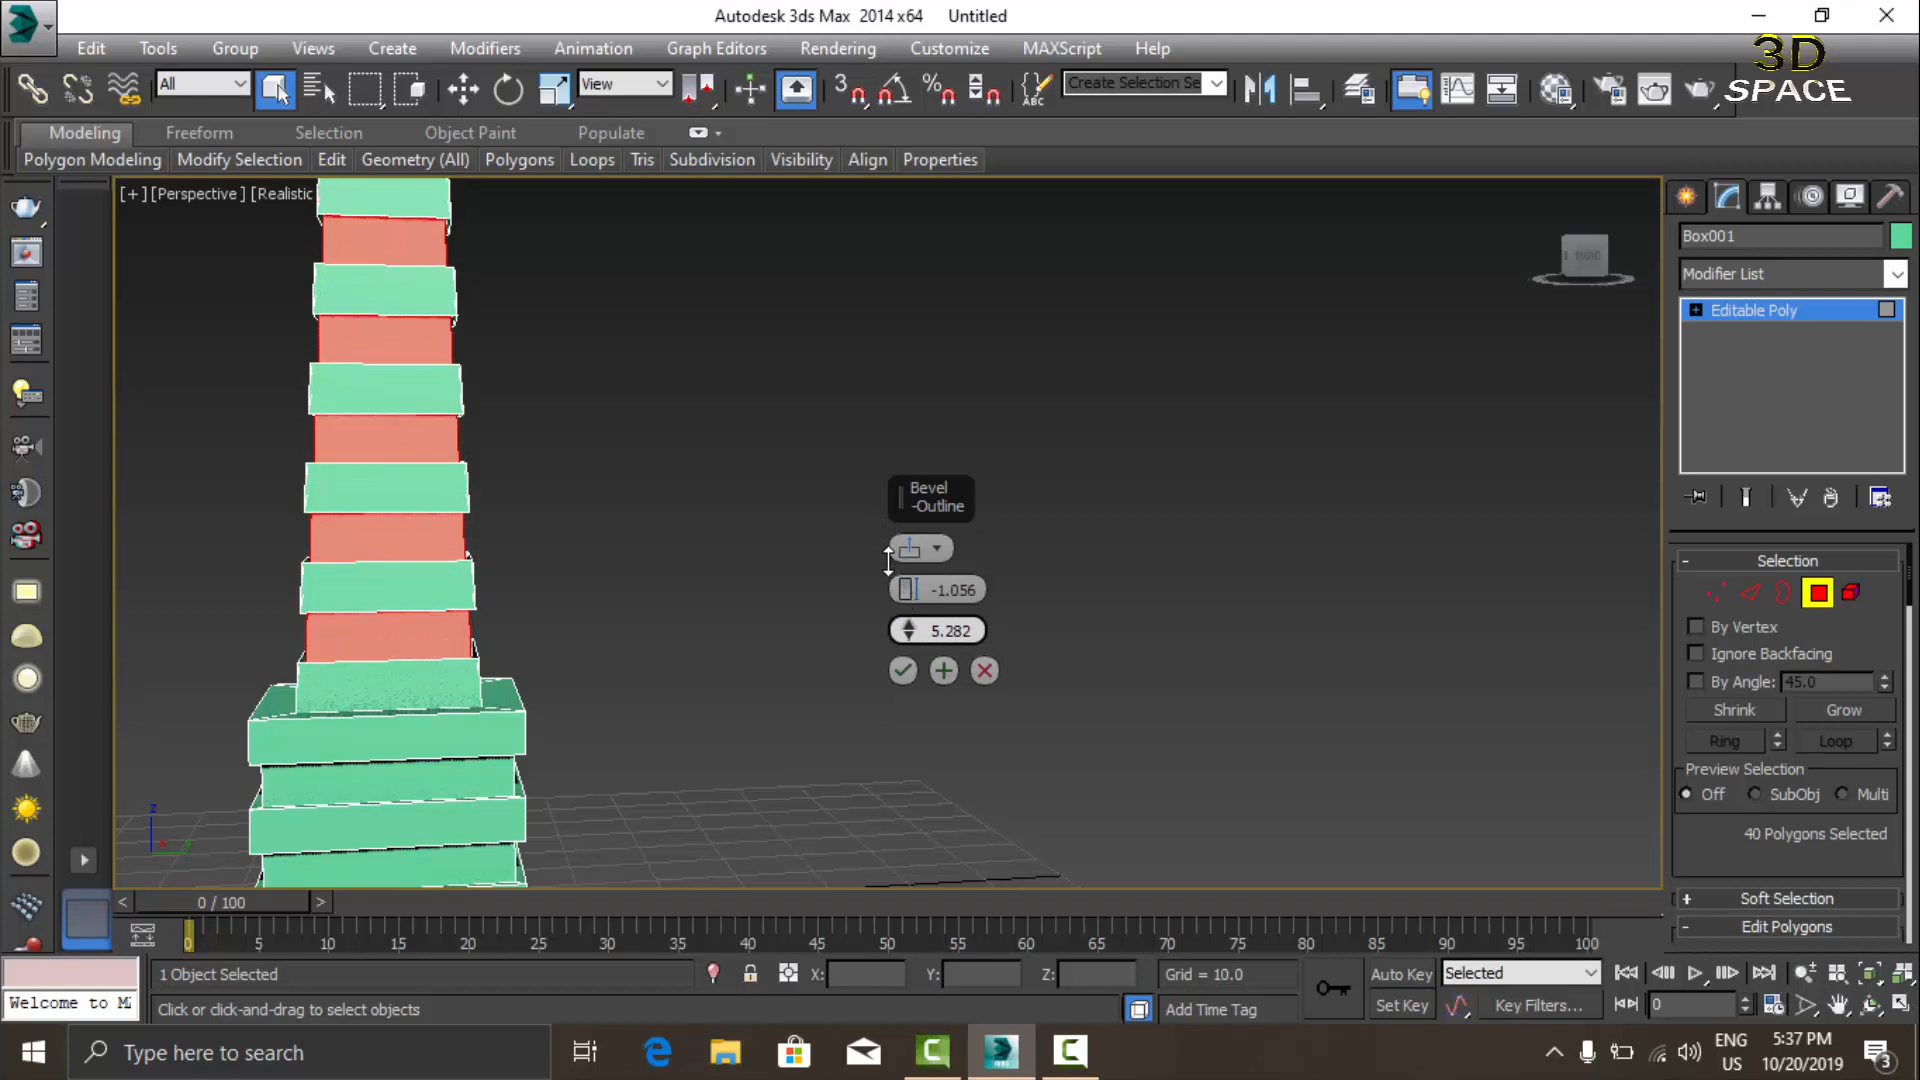 Autodesk 3ds Max 2014 x64 Untitled
Edit Tools Group Views Create Modifiers Animation Graph Editors Rendering Customize MAXScript Help
3D
SPACE
All View 3 % ABC Create Selection Se
Modeling Freeform Selection Object Paint Populate
Polygon Modeling Modify Selection Edit Geometry (All) Polygons Loops Tris Subdivision Visibility Align Properties
[+] [Perspective] [Realistic
Box001
Modifier List
Editable Poly
Bevel
-Outline
-1.056
5.282
Selection
By Vertex
Ignore Backfacing
By Angle: 45.0
Shrink Grow
Ring Loop
Preview Selection
Off SubObj Multi
40 Polygons Selected
Soft Selection
Edit Polygons
z
x y
< 0 / 100 >
0 5 10 15 20 25 30 35 40 45 50 55 60 65 70 75 80 85 90 95 100
1 Object Selected X: Y: Z: Grid = 10.0 Auto Key Selected
Welcome to M
Click or click-and-drag to select objects Add Time Tag Set Key Key Filters... 0
Type here to search
ENG
US
5:37 PM
10/20/2019
3